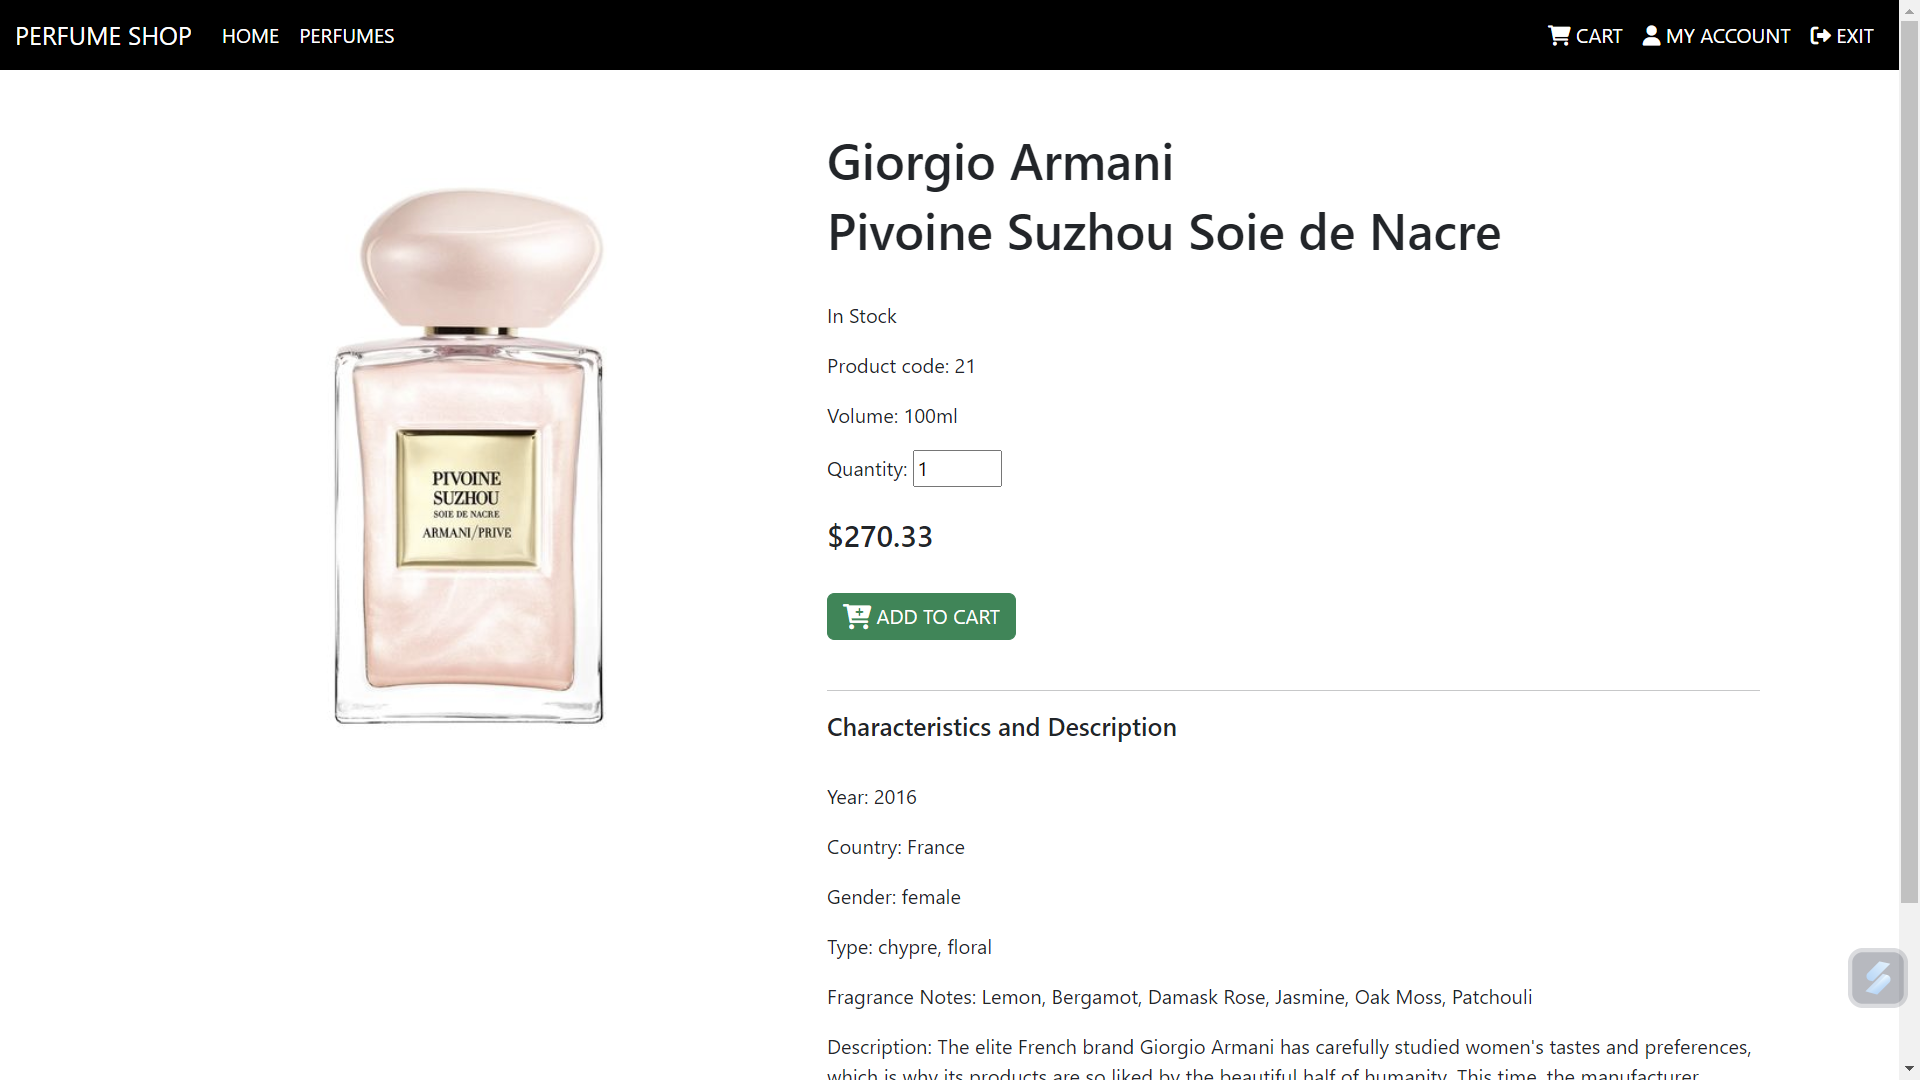 PERFUME SHOP HOME PERFUMES CART MY ACCOUNT EXIT
Giorgio Armani
Pivoine Suzhou Soie de Nacre
In Stock
Product code: 21
Volume: 100ml
Quantity: 1
$270.33
ADD TO CART
PIVOINE
SUZHOU
SOIE DE NACRE
ARMANI/PRIVE
Characteristics and Description
Year: 2016
Country: France
Gender: female
Type: chypre, floral
Fragrance Notes: Lemon, Bergamot, Damask Rose, Jasmine, Oak Moss, Patchouli
Description: The elite French brand Giorgio Armani has carefully studied women's tastes and preferences,
which is why its products are so liked by the beautiful half of humanity. This time, the manufacturer